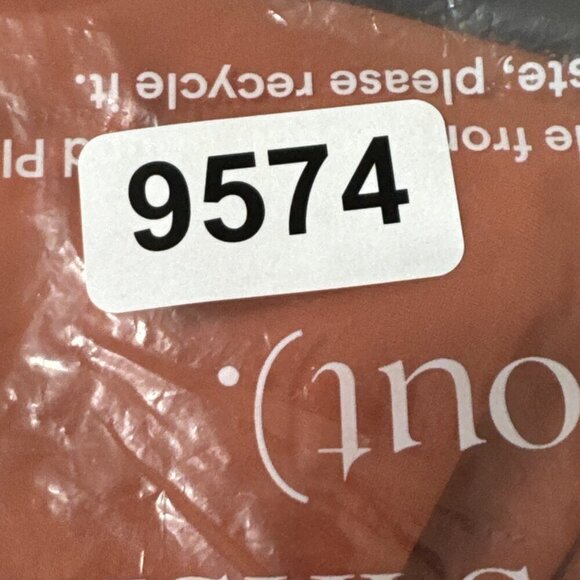 9574
out).
from
please recycle it.